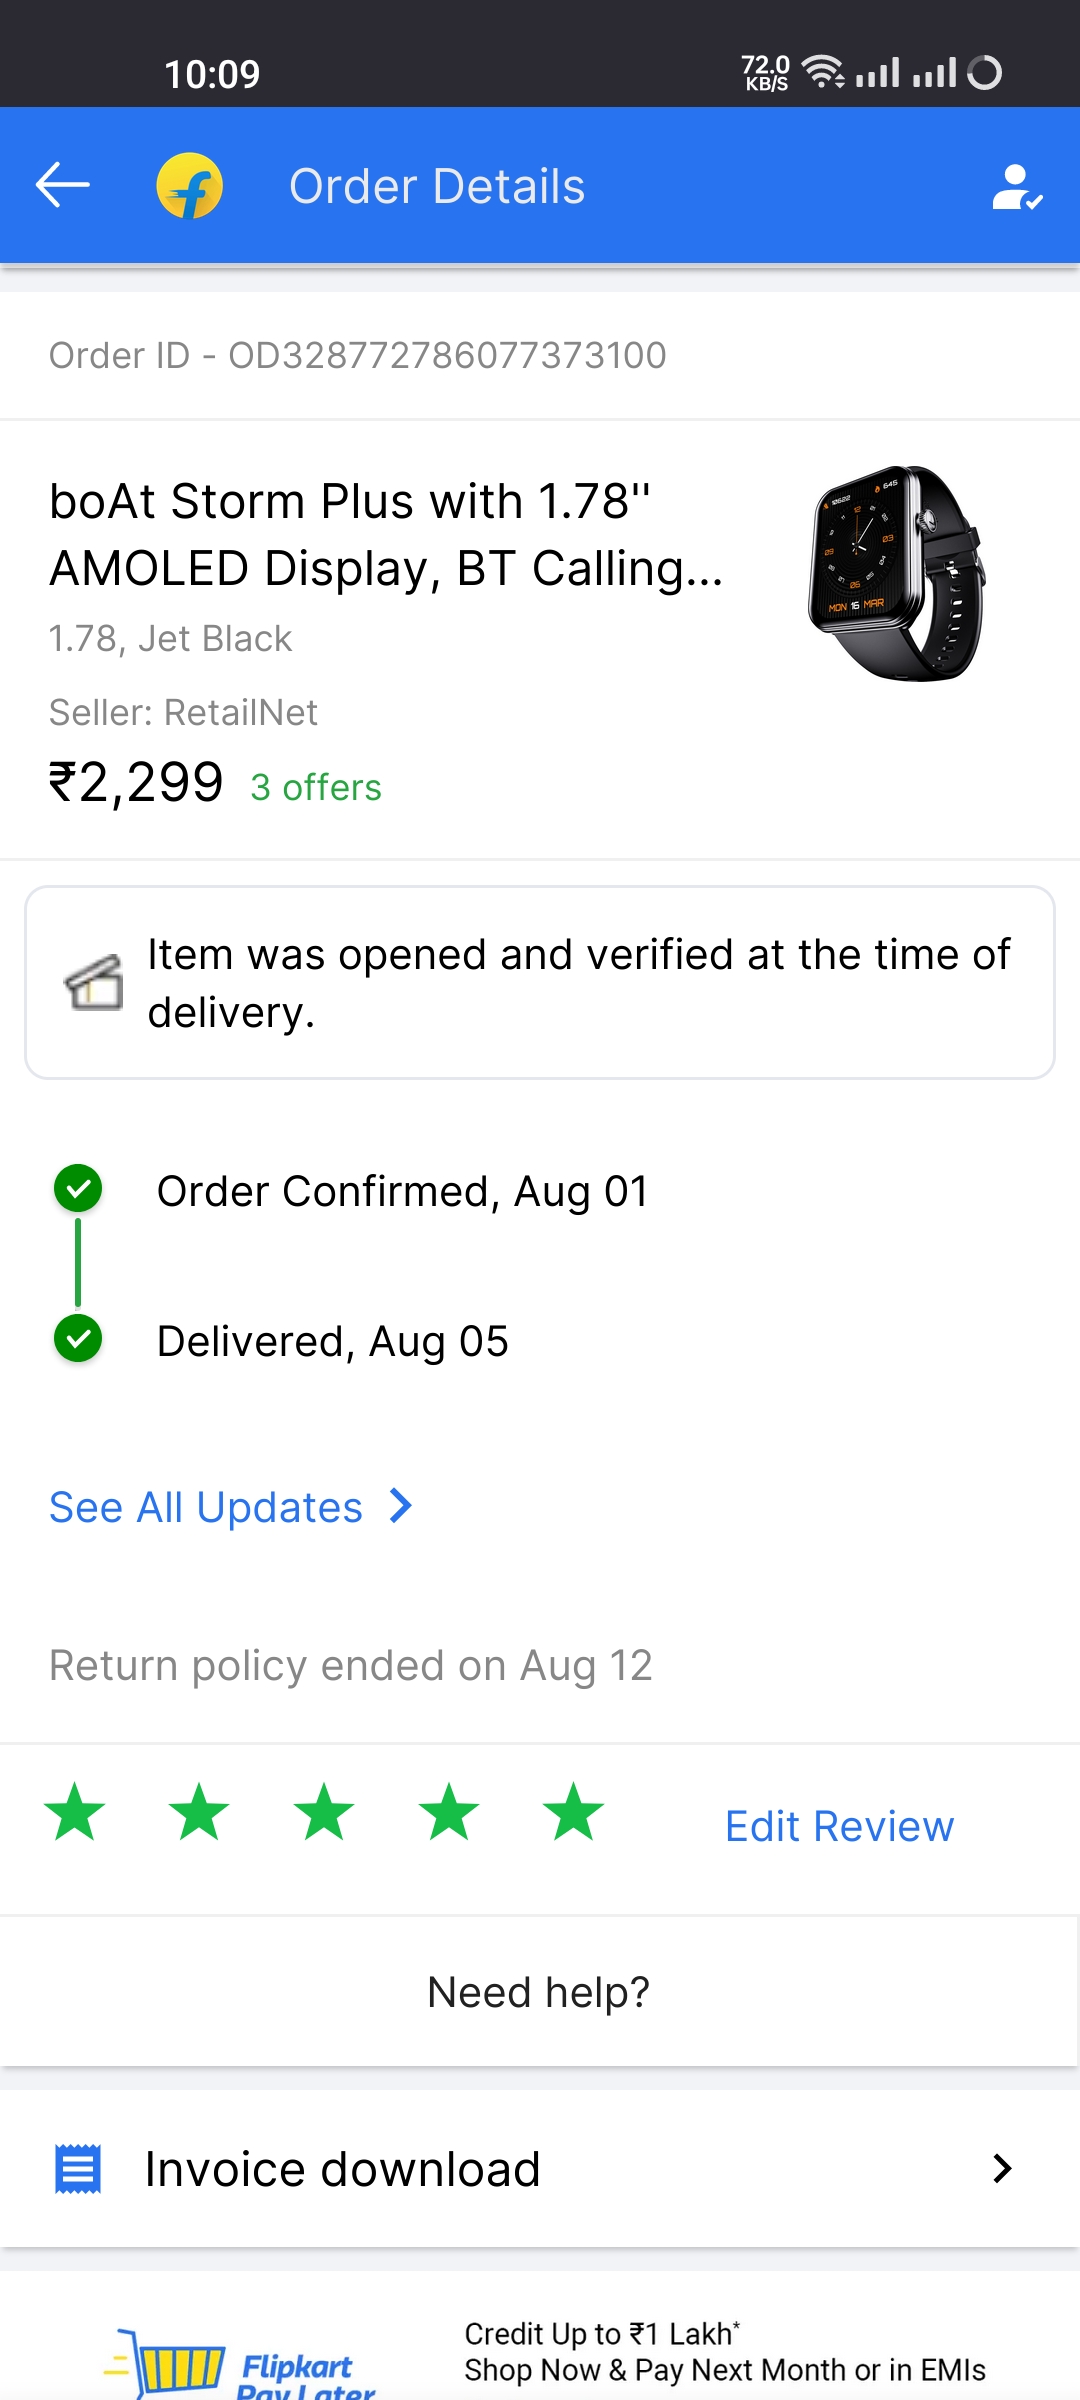 10:09
72.0
KB/S
Order Details
Order ID - OD328772786077373100
boAt Storm Plus with 1.78"
AMOLED Display, BT Calling...
1.78, Jet Black
Seller: RetailNet
₹2,299 3 offers
Item was opened and verified at the time of
delivery.
Order Confirmed, Aug 01
Delivered, Aug 05
See All Updates
Return policy ended on Aug 12
Edit Review
Need help?
Invoice download
Credit Up to ₹1 Lakh*
Shop Now & Pay Next Month or in EMIs
Flipkart
Pay Later